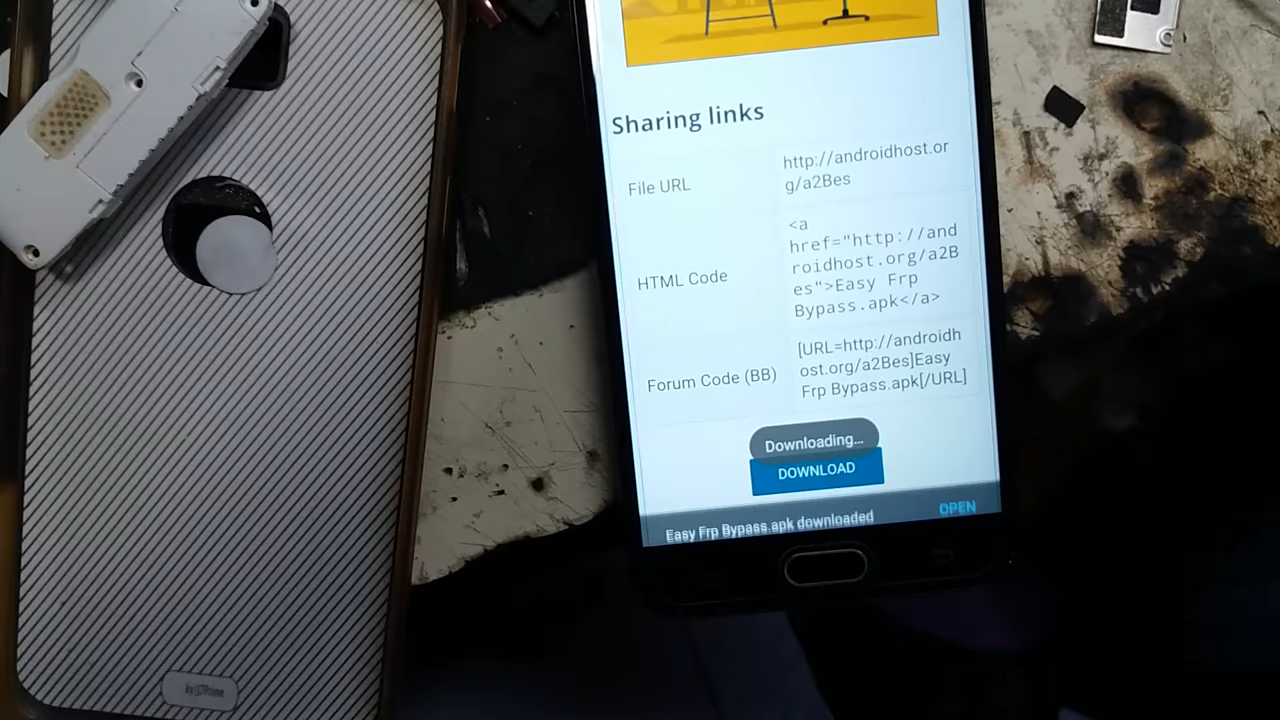 Sharing links
File URL
http://androidhost.or
g/a2Bes
HTML Code
<a
href="http://and
roidhost.org/a2B
es">Easy Frp
Bypass.apk</a>
Forum Code (BB)
[URL=http://androidh
ost.org/a2Bes]Easy
Frp Bypass.apk[/URL]
Downloading...
DOWNLOAD
Easy Frp Bypass.apk downloaded
OPEN
by J7Prime